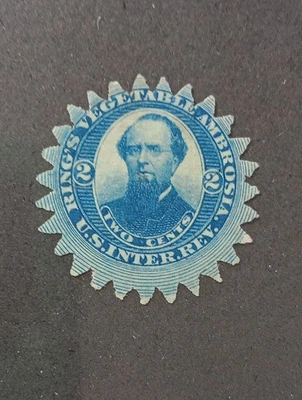 RING'S VEGETABLE AMBROSIA.
2 2
TWO CENTS
U.S. INTER. REV.